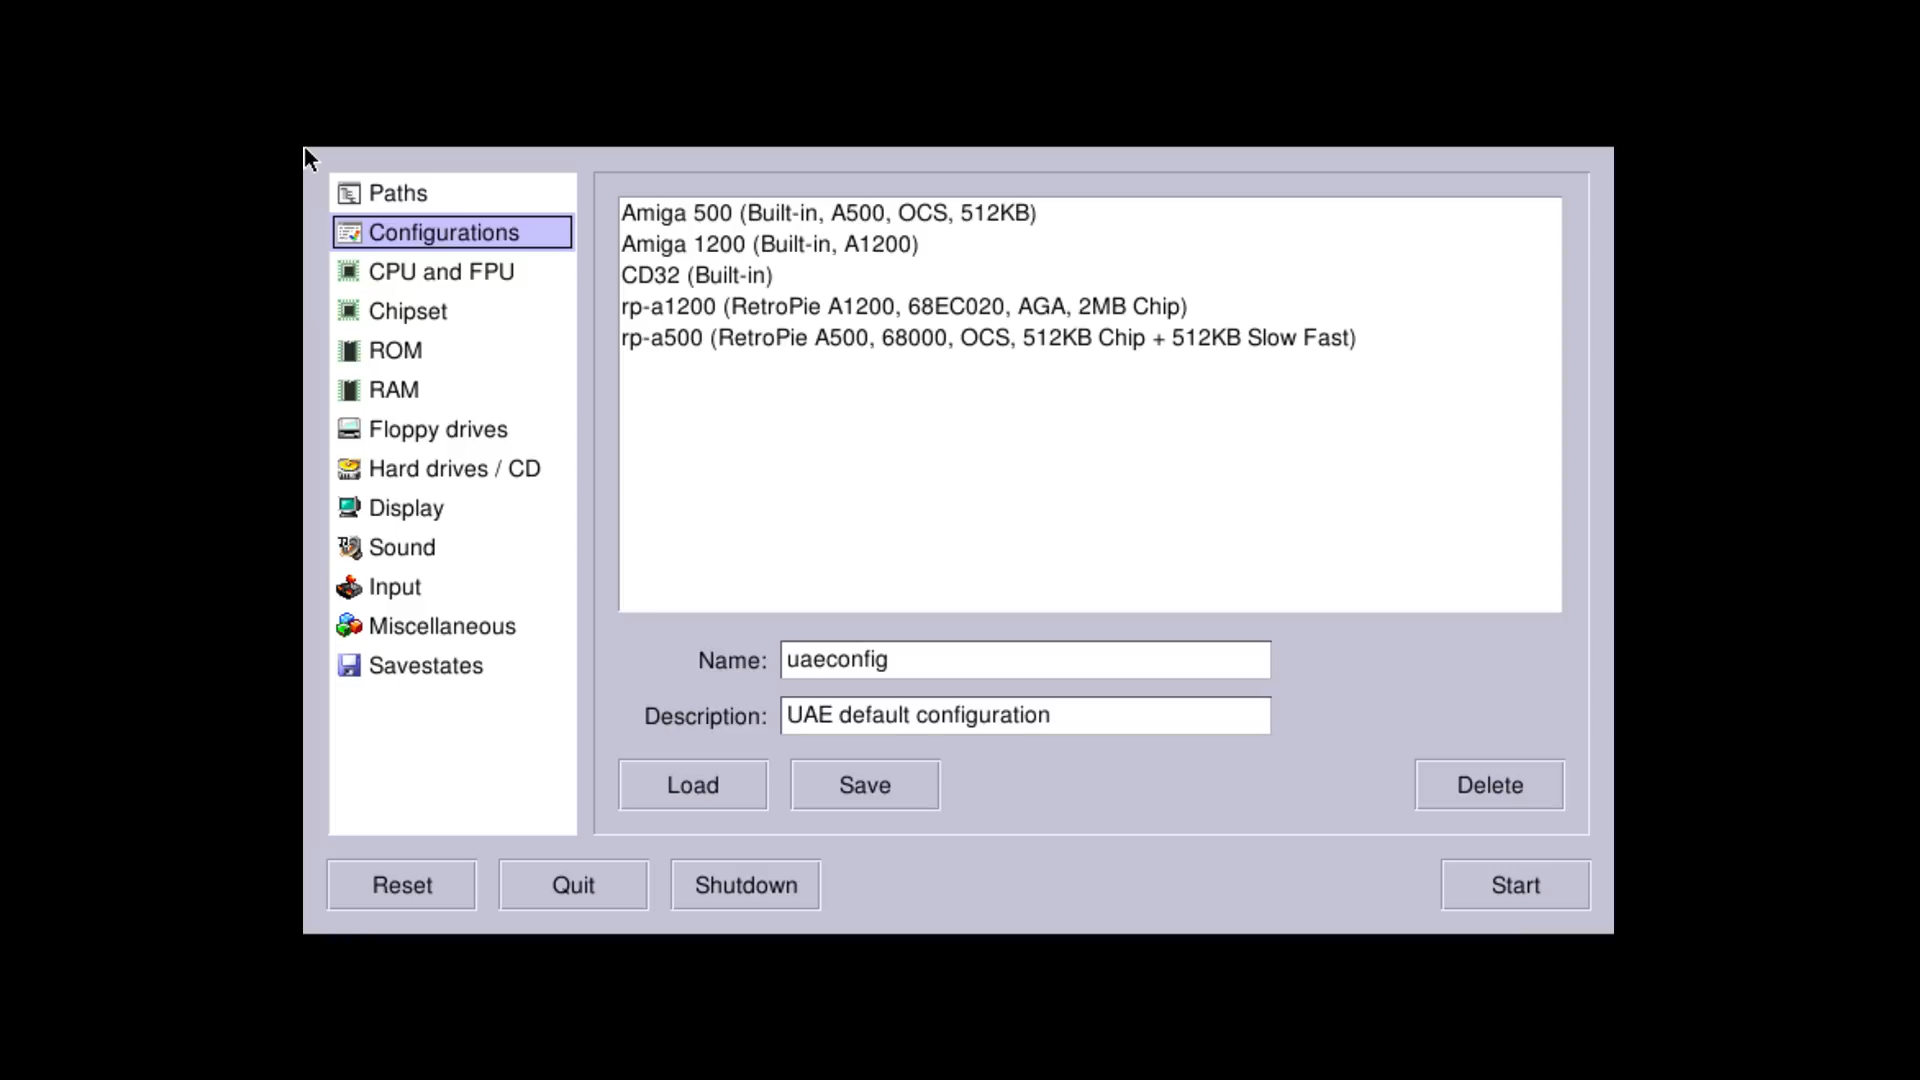 Paths
Configurations
CPU and FPU
Chipset
ROM
RAM
Floppy drives
Hard drives / CD
Display
Sound
Input
Miscellaneous
Savestates
Amiga 500 (Built-in, A500, OCS, 512KB)
Amiga 1200 (Built-in, A1200)
CD32 (Built-in)
rp-a1200 (RetroPie A1200, 68EC020, AGA, 2MB Chip)
rp-a500 (RetroPie A500, 68000, OCS, 512KB Chip + 512KB Slow Fast)
Name: uaeconfig
Description: UAE default configuration
Load Save Delete
Reset Quit Shutdown Start